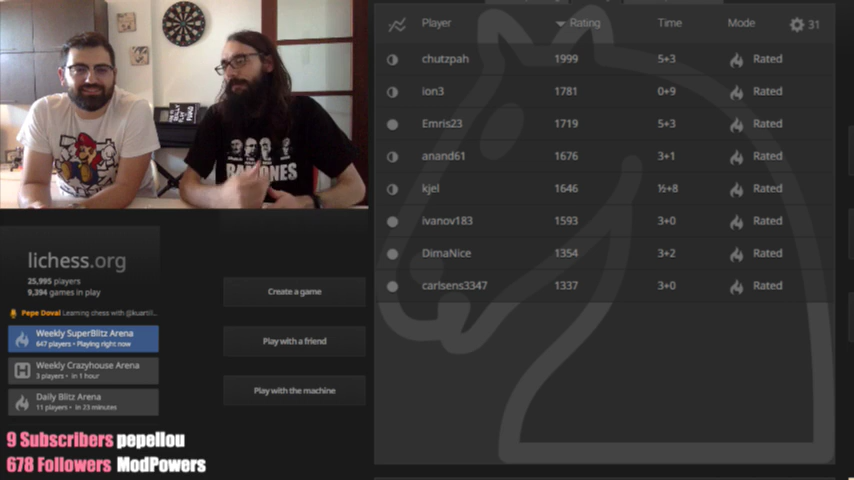 RAMONES
Player Rating Time Mode 31
chutzpah 1999 5+3 Rated
ion3 1781 0+9 Rated
Emris23 1719 5+3 Rated
anand61 1676 3+1 Rated
kjel 1646 ½+8 Rated
ivanov183 1593 3+0 Rated
DimaNice 1354 3+2 Rated
carlsens3347 1337 3+0 Rated
lichess.org
25,995 players
9,394 games in play
Pepe Doval Learning chess with @kuartil...
Weekly SuperBlitz Arena
647 players • Playing right now
Weekly Crazyhouse Arena
3 players • in 1 hour
Daily Blitz Arena
11 players • in 23 minutes
Create a game
Play with a friend
Play with the machine
9 Subscribers pepellou
678 Followers ModPowers